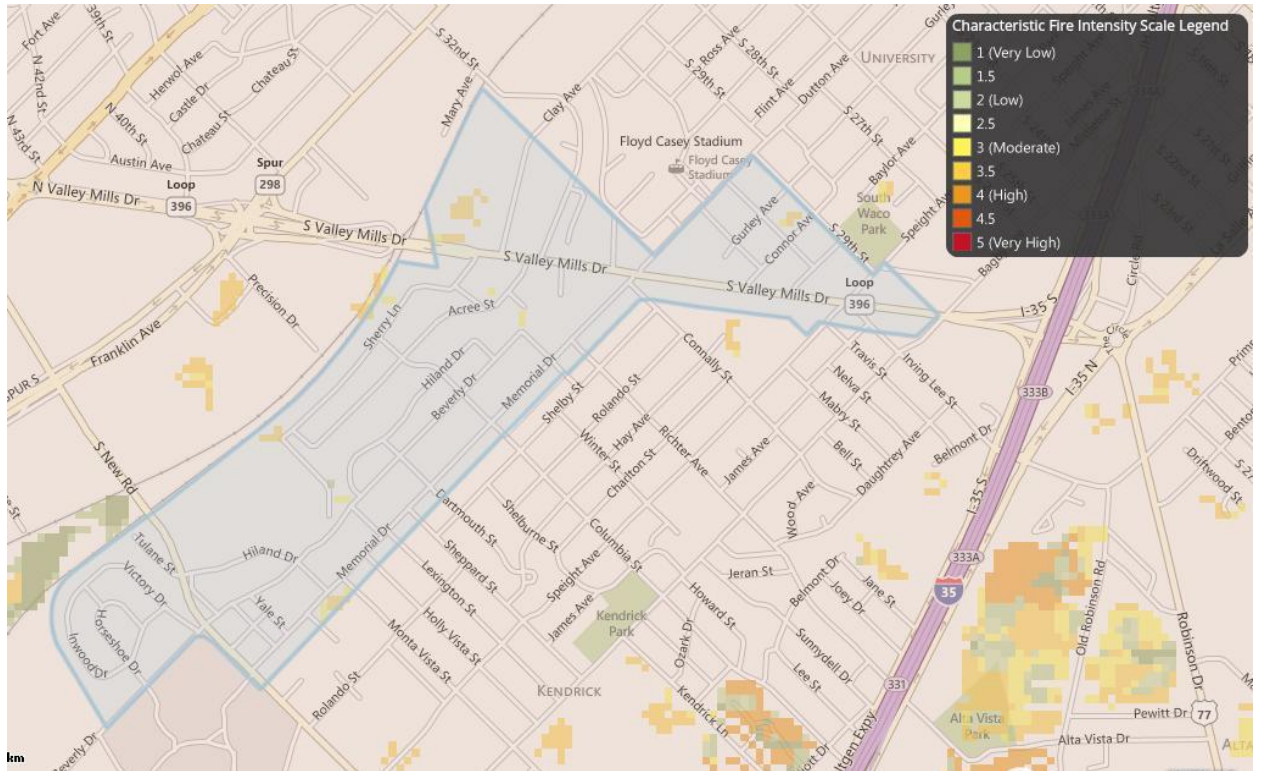 Characteristic Fire Intensity Scale Legend
1 (Very Low)
1.5
2 (Low)
2.5
3 (Moderate)
3.5
4 (High)
4.5
5 (Very High)
Fort Ave
39th St
N 42nd St
N 43rd St
Herwol Ave
Castle Dr
Chateau St
N 40th St
Chateau St
Austin Ave
Spur
298
Loop
396
N Valley Mills Dr
S Valley Mills Dr
S 32nd St
Mary Ave
Clay Ave
Ross Ave
S 29th St
S 28th St
Flint Ave
Dutton Ave
UNIVERSITY
S 27th St
Baylor Ave
Floyd Casey Stadium
Floyd Casey
Stadium
South
Waco
Park
Speight Ave
S 29th St
Gurley Ave
Connor Ave
S Valley Mills Dr
S Valley Mills Dr
Loop
396
I-35 S
Circle Rd
The Circle
I-35 N
333B
Precision Dr
Franklin Ave
SPUR S
Sherry Ln
Acree St
Hiland Dr
Beverly Dr
Memorial Dr
Shelby St
Rolando St
Connally St
Travis St
Irving Lee St
Nelva St
Mabry St
Bell St
Daughtrey Ave
Belmont Dr
Hay Ave
Winter St
Charlton St
Richter Ave
James Ave
Wood Ave
I-35 S
Driftwood St
S New Rd
Dartmouth St
Shelburne St
Sheppard St
Lexington St
Columbia St
Speight Ave
James Ave
Jeran St
333A
35
Belmont Dr
Joey Dr
Jane St
Tulane St
Hiland Dr
Memorial Dr
Victory Dr
Yale St
Horseshoe Dr
Inwood Dr
Holly Vista St
Monta Vista St
Kendrick
Park
Howard St
Ozark Dr
Sunnydell Dr
Lee St
Old Robinson Rd
Robinson Dr
331
KENDRICK
Rolando St
Kendrick Ln
Alta Vista
Park
Pewitt Dr
77
Alta Vista Dr
Beverly Dr
km